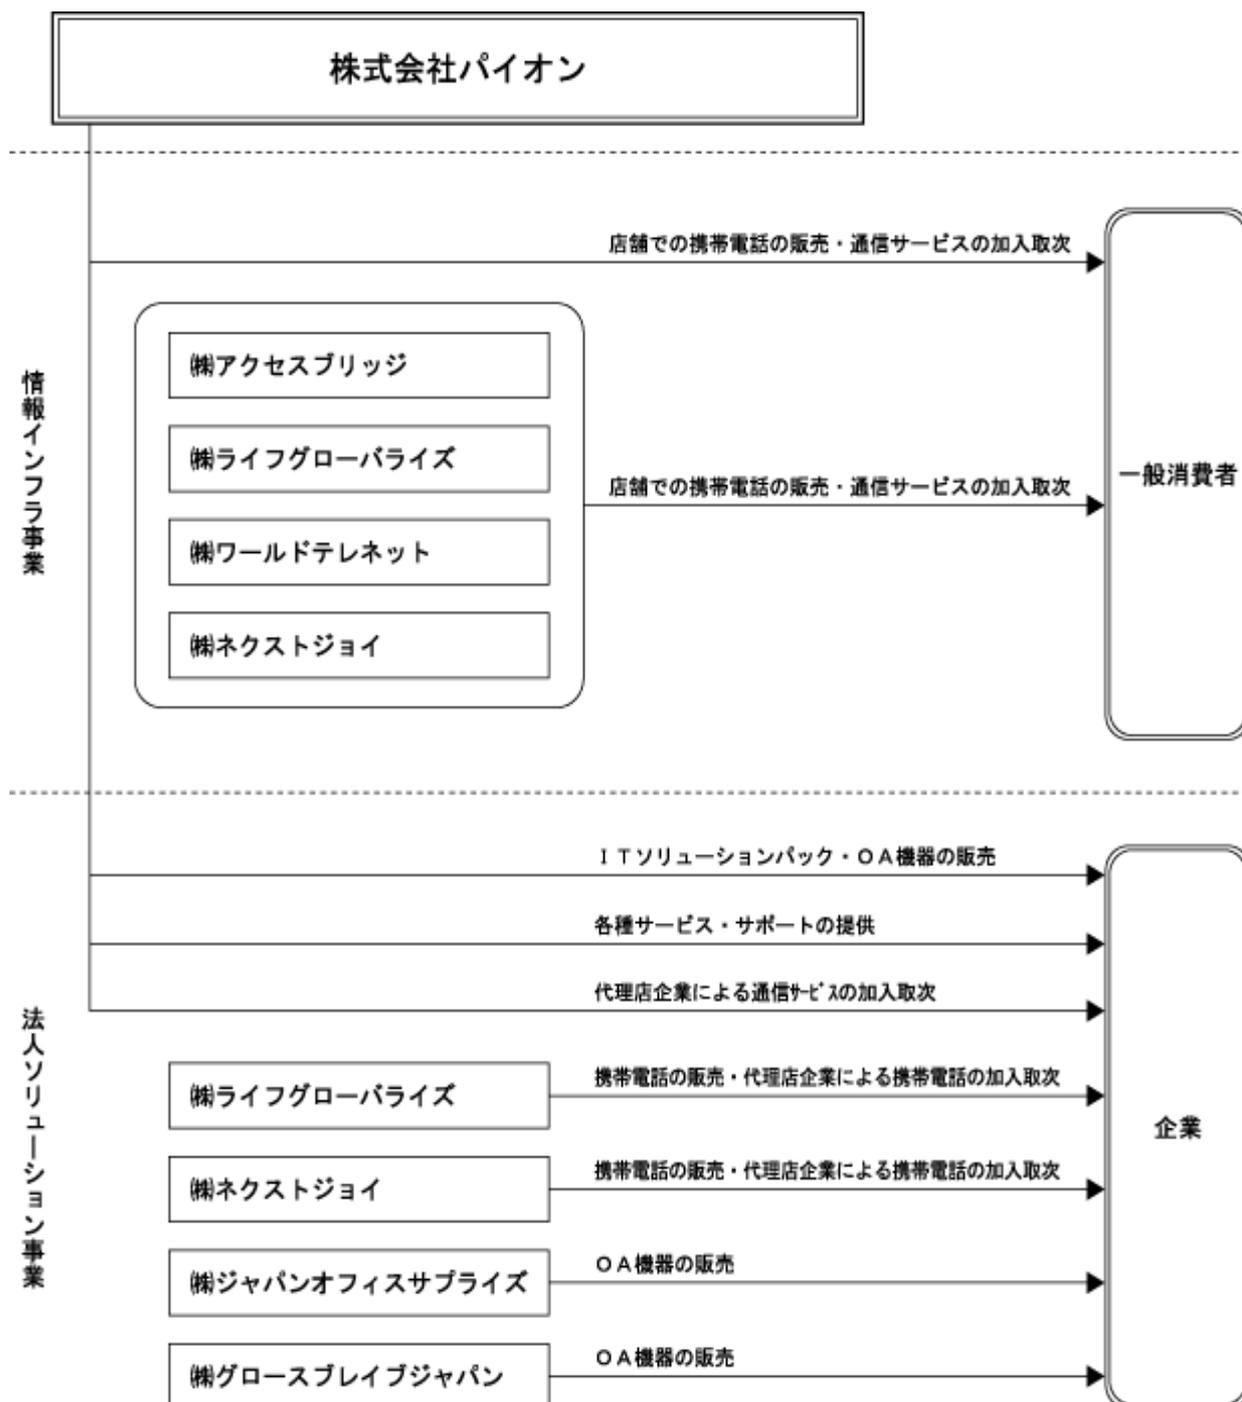 株式会社パイオン
店舗での携帯電話の販売・通信サービスの加入取次
情報インフラ事業
㈱アクセスブリッジ
㈱ライフグローバライズ
㈱ワールドテレネット
㈱ネクストジョイ
店舗での携帯電話の販売・通信サービスの加入取次
一般消費者
ＩＴソリューションパック・ＯＡ機器の販売
各種サービス・サポートの提供
代理店企業による通信ｻｰﾋﾞｽの加入取次
法人ソリューション事業
㈱ライフグローバライズ
携帯電話の販売・代理店企業による携帯電話の加入取次
企業
㈱ネクストジョイ
携帯電話の販売・代理店企業による携帯電話の加入取次
㈱ジャパンオフィスサプライズ
ＯＡ機器の販売
㈱グロースブレイブジャパン
ＯＡ機器の販売